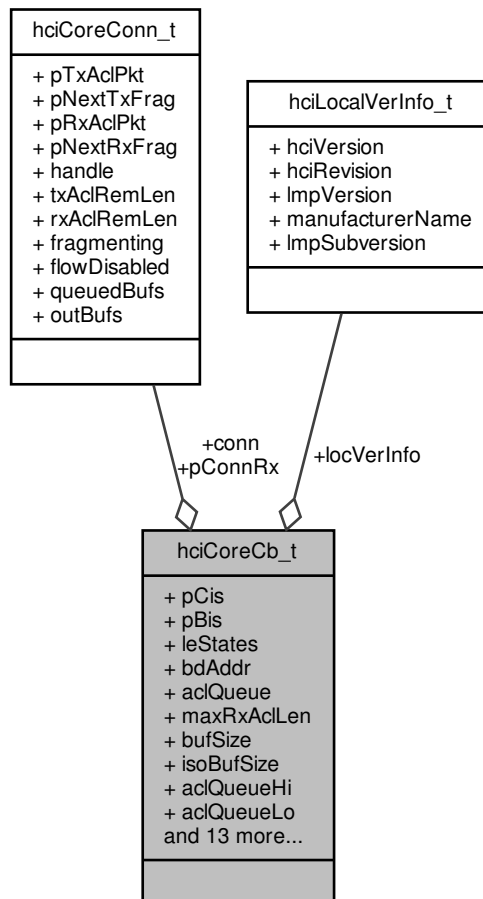 hciCoreConn_t
+ pTxAclPkt
+ pNextTxFrag
+ pRxAclPkt
+ pNextRxFrag
+ handle
+ txAclRemLen
+ rxAclRemLen
+ fragmenting
+ flowDisabled
+ queuedBufs
+ outBufs
hciLocalVerInfo_t
+ hciVersion
+ hciRevision
+ lmpVersion
+ manufacturerName
+ lmpSubversion
+conn
+pConnRx
+locVerInfo
hciCoreCb_t
+ pCis
+ pBis
+ leStates
+ bdAddr
+ aclQueue
+ maxRxAclLen
+ bufSize
+ isoBufSize
+ aclQueueHi
+ aclQueueLo
and 13 more...